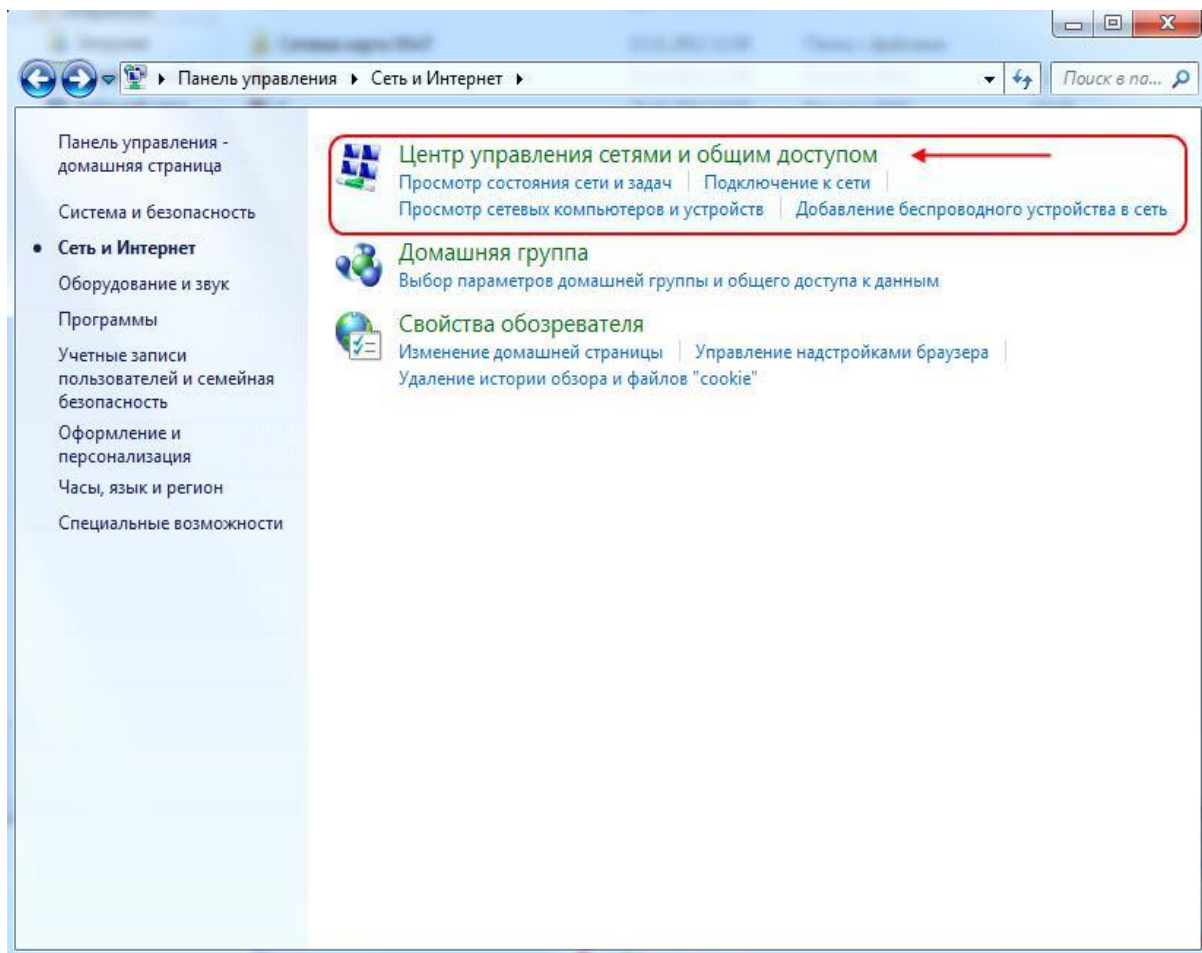 Панель управления ▸ Сеть и Интернет ▸
Поиск в па...
Панель управления -
домашняя страница
Система и безопасность
Сеть и Интернет
Оборудование и звук
Программы
Учетные записи
пользователей и семейная
безопасность
Оформление и
персонализация
Часы, язык и регион
Специальные возможности
Центр управления сетями и общим доступом
Просмотр состояния сети и задач | Подключение к сети
Просмотр сетевых компьютеров и устройств | Добавление беспроводного устройства в сеть
Домашняя группа
Выбор параметров домашней группы и общего доступа к данным
Свойства обозревателя
Изменение домашней страницы | Управление надстройками браузера
Удаление истории обзора и файлов "cookie"